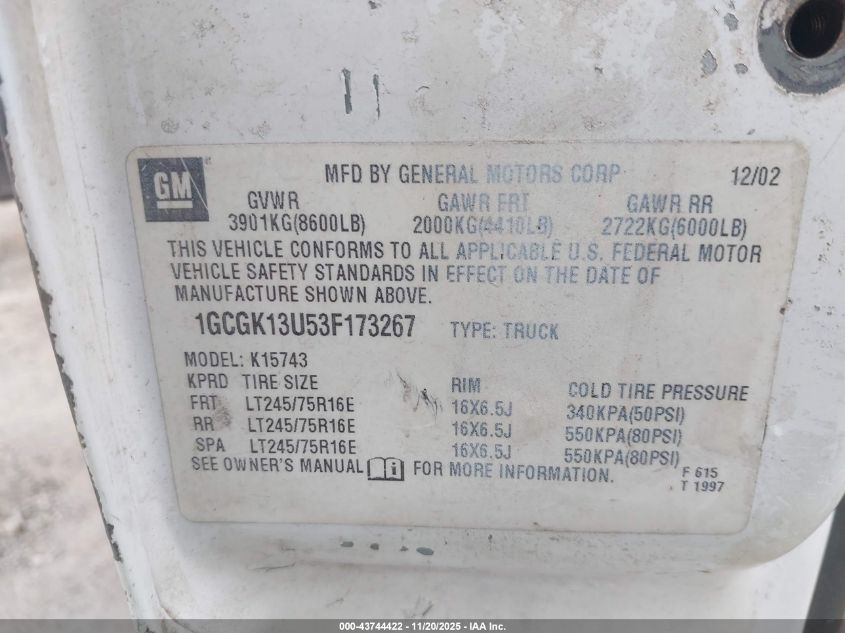 GM MFD BY GENERAL MOTORS CORP 12/02
GVWR GAWR FRT GAWR RR
3901KG(8600LB) 2000KG(4410LB) 2722KG(6000LB)
THIS VEHICLE CONFORMS TO ALL APPLICABLE U.S. FEDERAL MOTOR
VEHICLE SAFETY STANDARDS IN EFFECT ON THE DATE OF
MANUFACTURE SHOWN ABOVE.
1GCGK13U53F173267 TYPE: TRUCK
MODEL: K15743
KPRD TIRE SIZE RIM COLD TIRE PRESSURE
FRT LT245/75R16E 16X6.5J 340KPA(50PSI)
RR LT245/75R16E 16X6.5J 550KPA(80PSI)
SPA LT245/75R16E 16X6.5J 550KPA(80PSI)
SEE OWNER'S MANUAL i FOR MORE INFORMATION.
F 615
T 1997
000-43744422 - 11/20/2025 - IAA Inc.